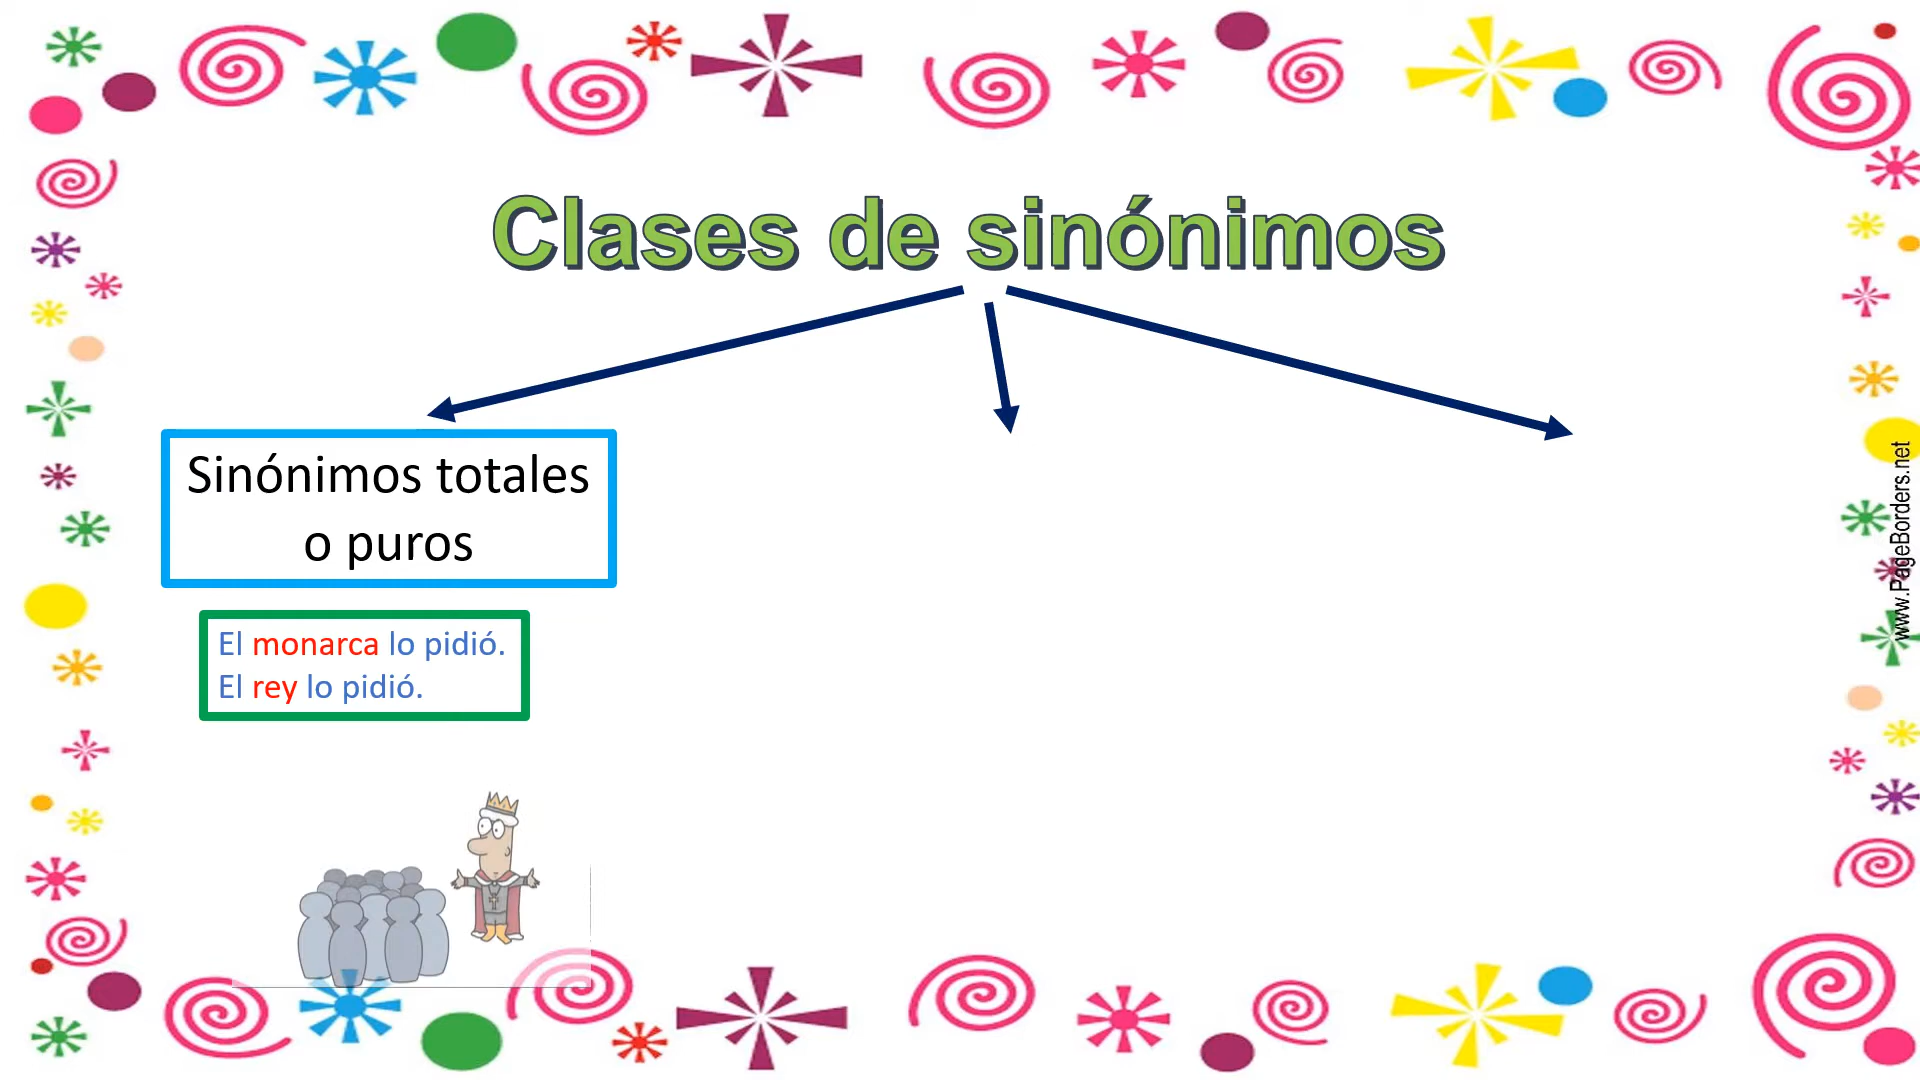 Clases de sinónimos
Sinónimos totales
o puros
El monarca lo pidió.
El rey lo pidió.
www.PageBorders.net